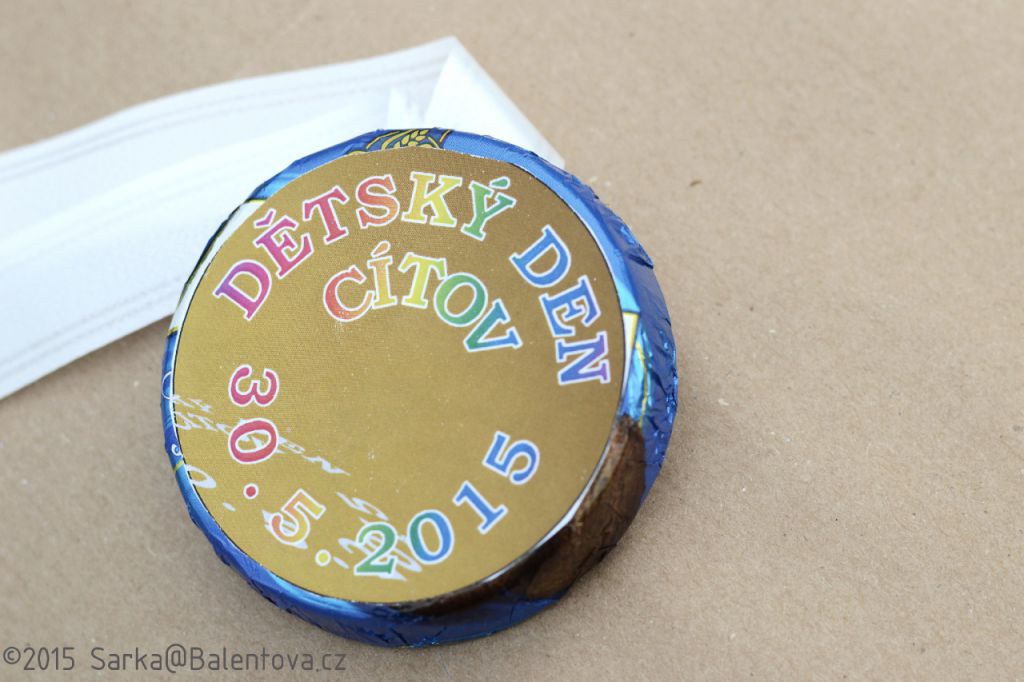 DĚTSKÝ DEN
CÍTOV
30.5.2015
©2015 Sarka@Balentova.cz